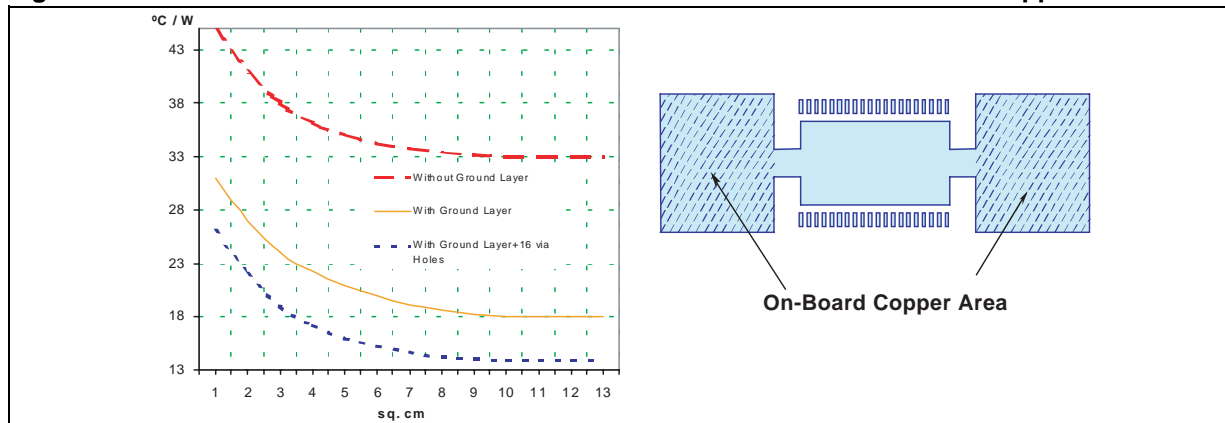 ºC / W
43
38
33
28
23
18
13
Without Ground Layer
With Ground Layer
With Ground Layer+16 via
Holes
1 2 3 4 5 6 7 8 9 10 11 12 13
sq. cm
On-Board Copper Area